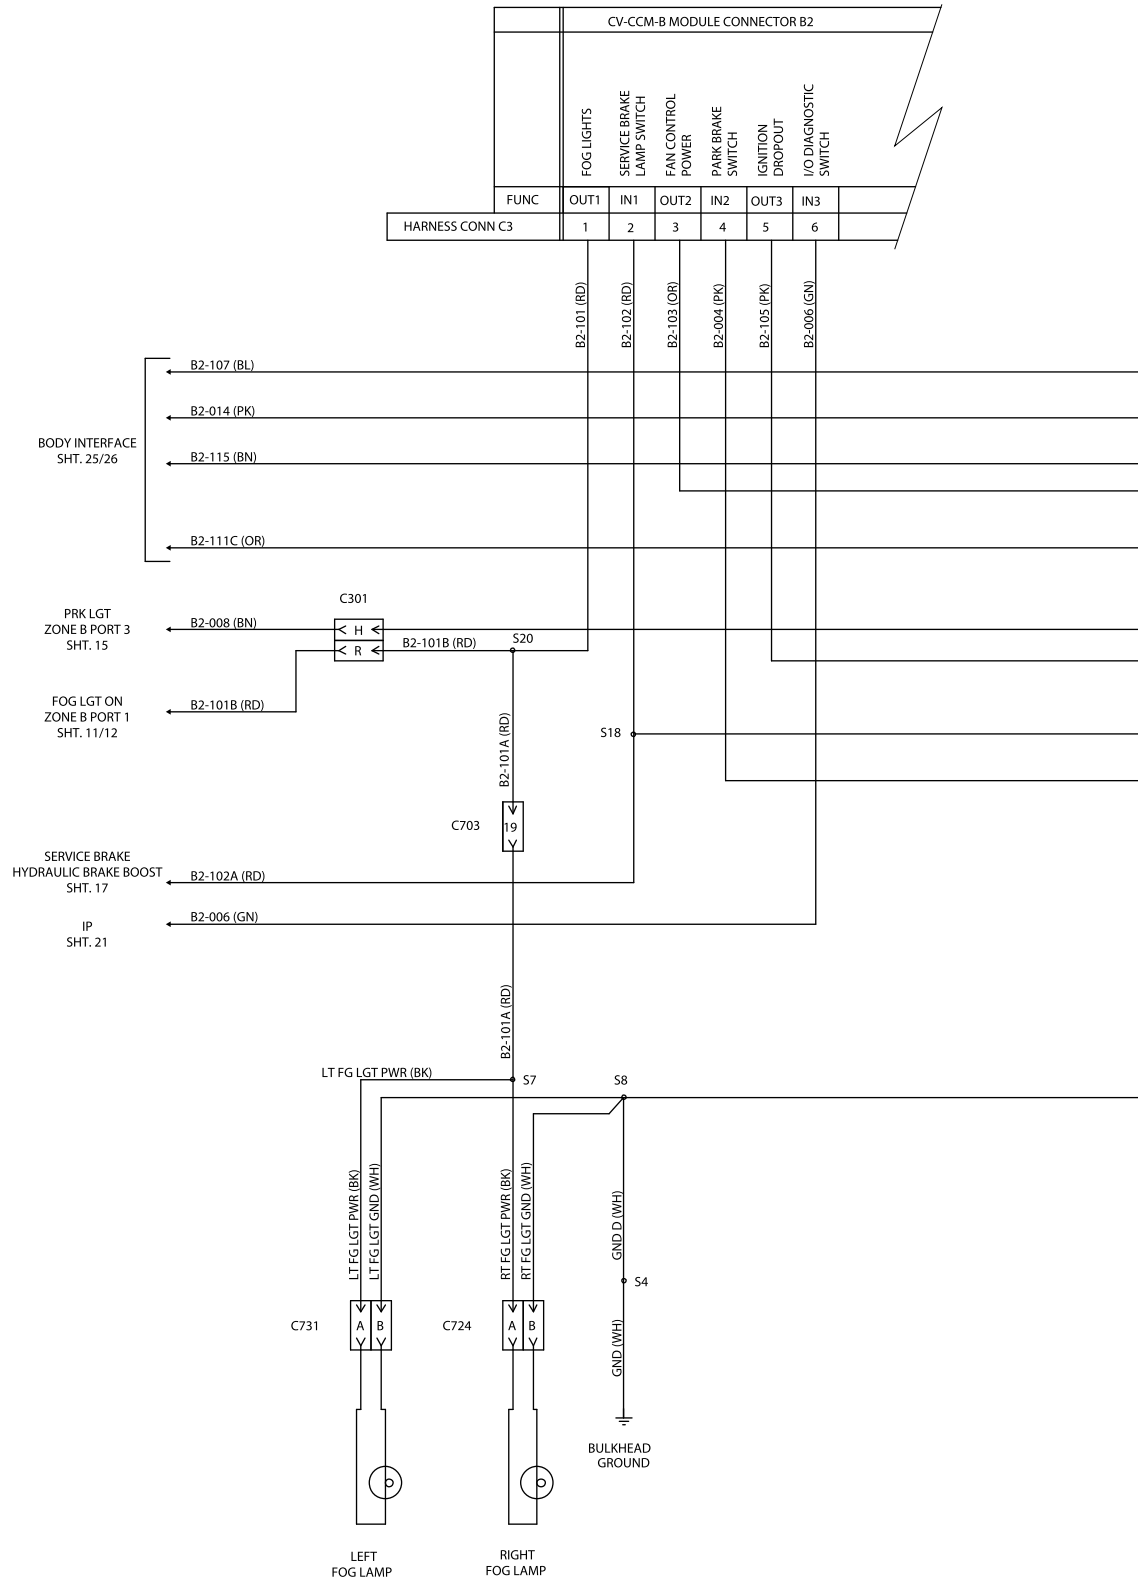 CV-CCM-B MODULE CONNECTOR B2
FOG LIGHTS
SERVICE BRAKE
LAMP SWITCH
FAN CONTROL
POWER
PARK BRAKE
SWITCH
IGNITION
DROPOUT
I/O DIAGNOSTIC
SWITCH
FUNC OUT1 IN1 OUT2 IN2 OUT3 IN3
HARNESS CONN C3 1 2 3 4 5 6
B2-101 (RD)
B2-102 (RD)
B2-103 (OR)
B2-004 (PK)
B2-105 (PK)
B2-006 (GN)
B2-107 (BL)
B2-014 (PK)
BODY INTERFACE
SHT. 25/26
B2-115 (BN)
B2-111C (OR)
C301
PRK LGT
ZONE B PORT 3
SHT. 15
B2-008 (BN)
H
R
B2-101B (RD)
S20
FOG LGT ON
ZONE B PORT 1
SHT. 11/12
B2-101B (RD)
B2-101A (RD)
S18
C703
19
SERVICE BRAKE
HYDRAULIC BRAKE BOOST
SHT. 17
B2-102A (RD)
IP
SHT. 21
B2-006 (GN)
B2-101A (RD)
LT FG LGT PWR (BK)
S7
S8
LT FG LGT PWR (BK)
LT FG LGT GND (WH)
RT FG LGT PWR (BK)
RT FG LGT GND (WH)
GND D (WH)
S4
C731
A B
C724
A B
GND (WH)
BULKHEAD
GROUND
LEFT
FOG LAMP
RIGHT
FOG LAMP